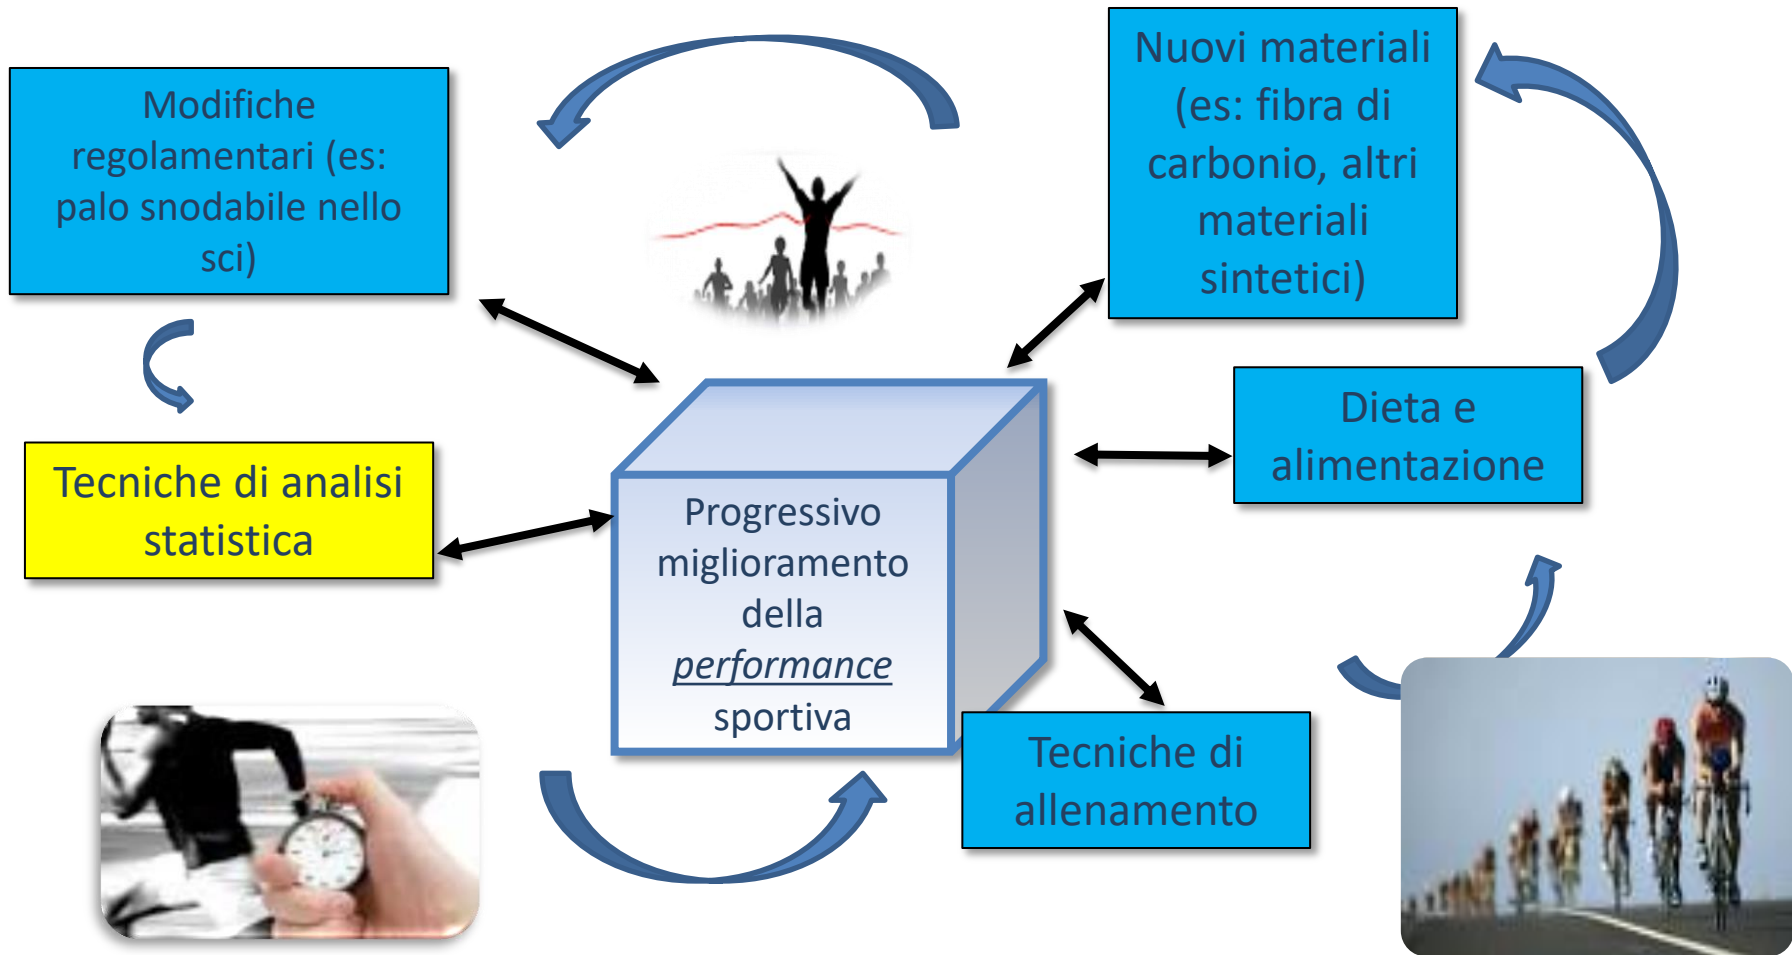 Modifiche
regolamentari (es:
palo snodabile nello
sci)
Nuovi materiali
(es: fibra di
carbonio, altri
materiali
sintetici)
Dieta e
alimentazione
Tecniche di analisi
statistica
Progressivo
miglioramento
della
performance
sportiva
Tecniche di
allenamento